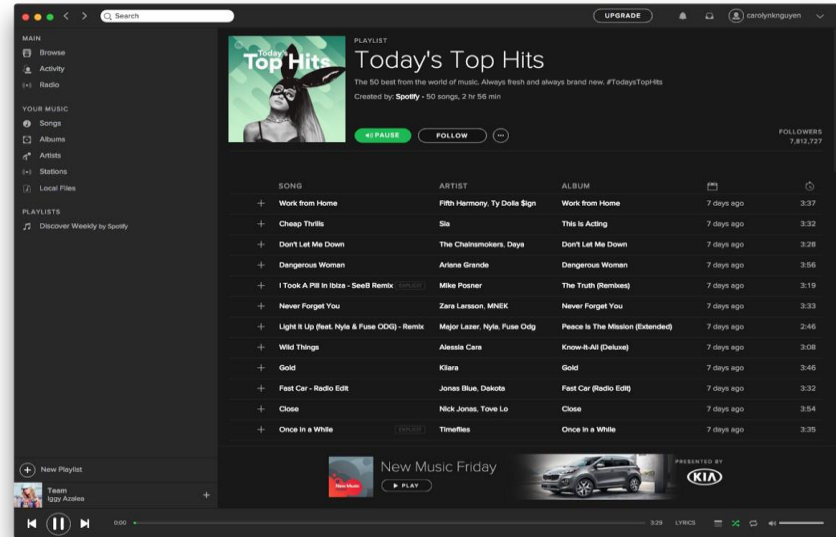 Search
UPGRADE
carolynknguyen
MAIN
Browse
Activity
Radio
YOUR MUSIC
Songs
Albums
Artists
Stations
Local Files
PLAYLISTS
Discover Weekly by Spotify
New Playlist
Team
Iggy Azalea
Today's
Top Hits
PLAYLIST
Today's Top Hits
The 50 best from the world of music. Always fresh and always brand new. #TodaysTopHits
Created by: Spotify • 50 songs, 2 hr 56 min
PAUSE FOLLOW
FOLLOWERS
7,812,727
SONG ARTIST ALBUM
Work from Home Fifth Harmony, Ty Dolla $ign Work from Home 7 days ago 3:37
Cheap Thrills Sia This Is Acting 7 days ago 3:32
Don't Let Me Down The Chainsmokers, Daya Don't Let Me Down 7 days ago 3:28
Dangerous Woman Ariana Grande Dangerous Woman 7 days ago 3:56
I Took A Pill In Ibiza - SeeB Remix EXPLICIT Mike Posner The Truth (Remixes) 7 days ago 3:19
Never Forget You Zara Larsson, MNEK Never Forget You 7 days ago 3:33
Light It Up (feat. Nyla & Fuse ODG) - Remix Major Lazer, Nyla, Fuse Odg Peace Is The Mission (Extended) 7 days ago 2:46
Wild Things Alessia Cara Know-It-All (Deluxe) 7 days ago 3:08
Gold Kiiara Gold 7 days ago 3:46
Fast Car - Radio Edit Jonas Blue, Dakota Fast Car (Radio Edit) 7 days ago 3:32
Close Nick Jonas, Tove Lo Close 7 days ago 3:54
Once in a While EXPLICIT Timeflies Once in a While 7 days ago 3:35
New Music
New Music Friday
PLAY
PRESENTED BY
KIA
0:00 3:29 LYRICS